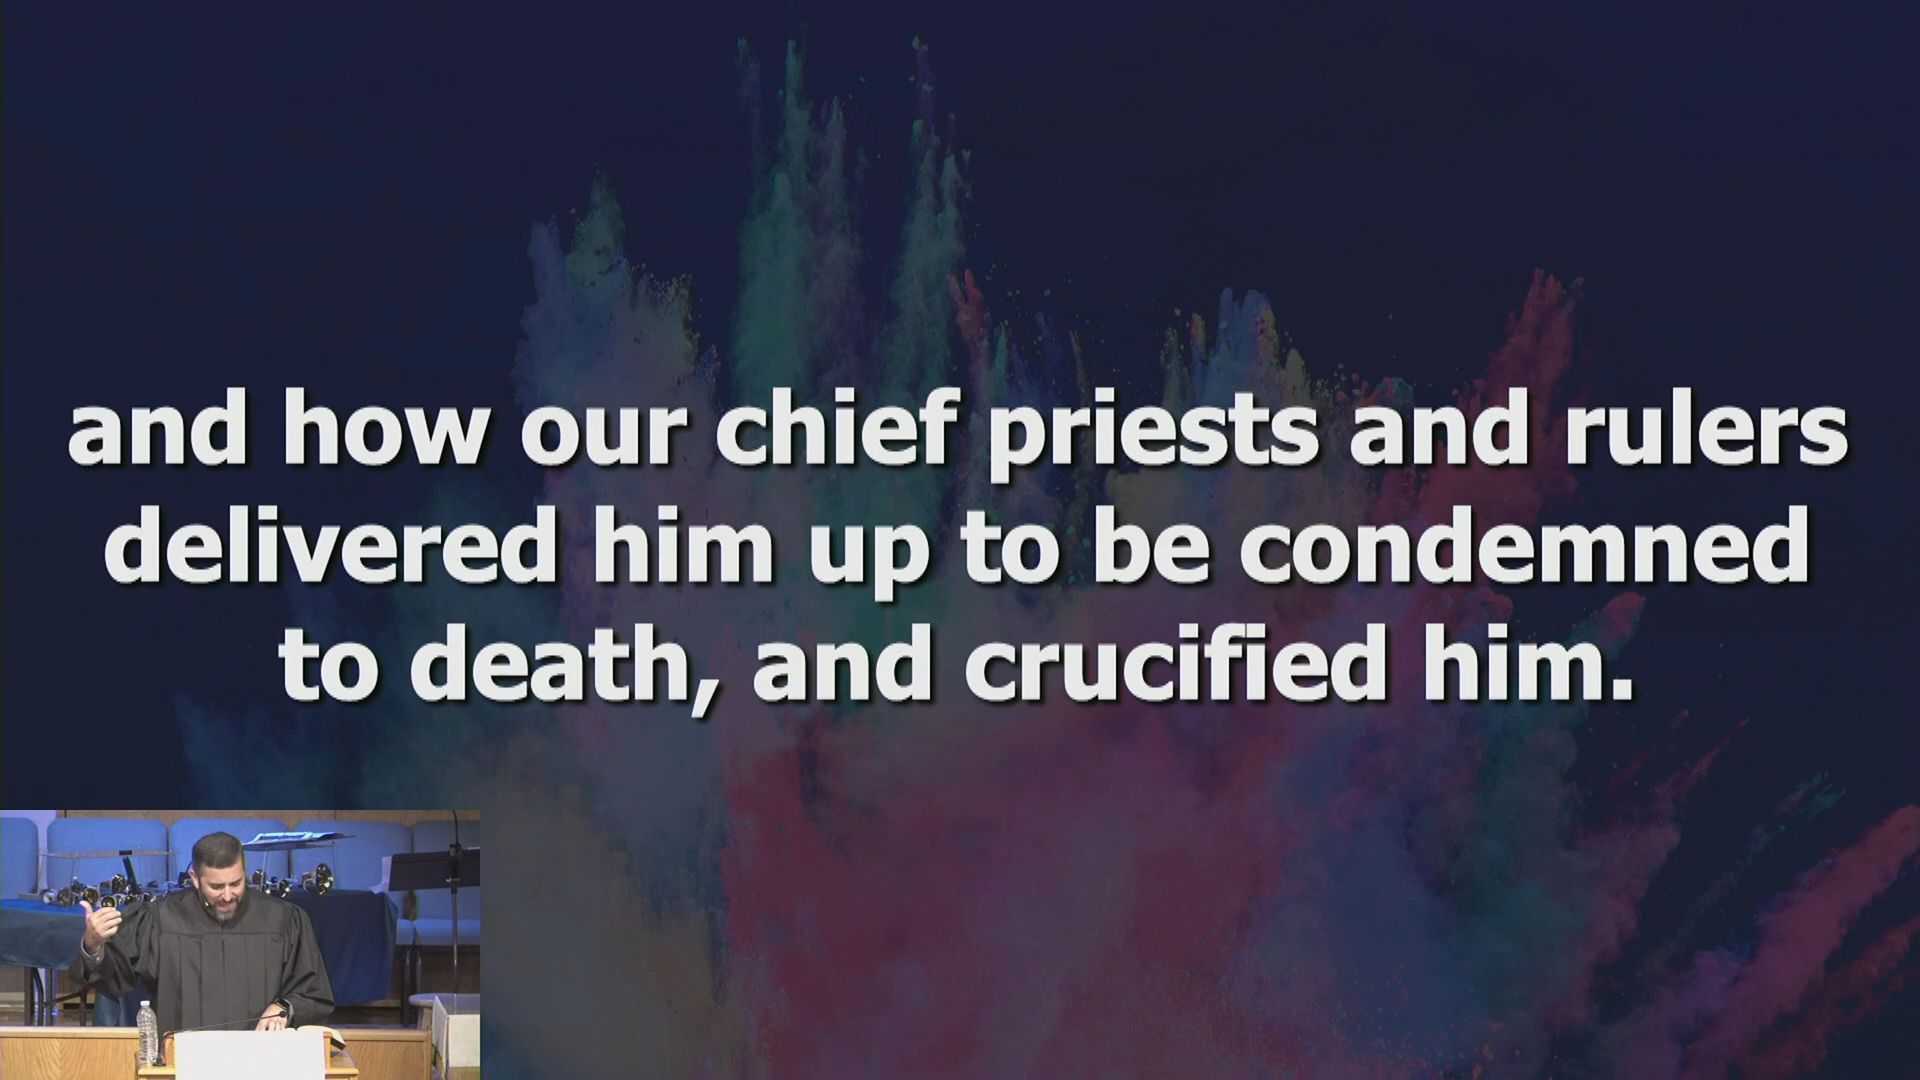 and how our chief priests and rulers
delivered him up to be condemned
to death, and crucified him.